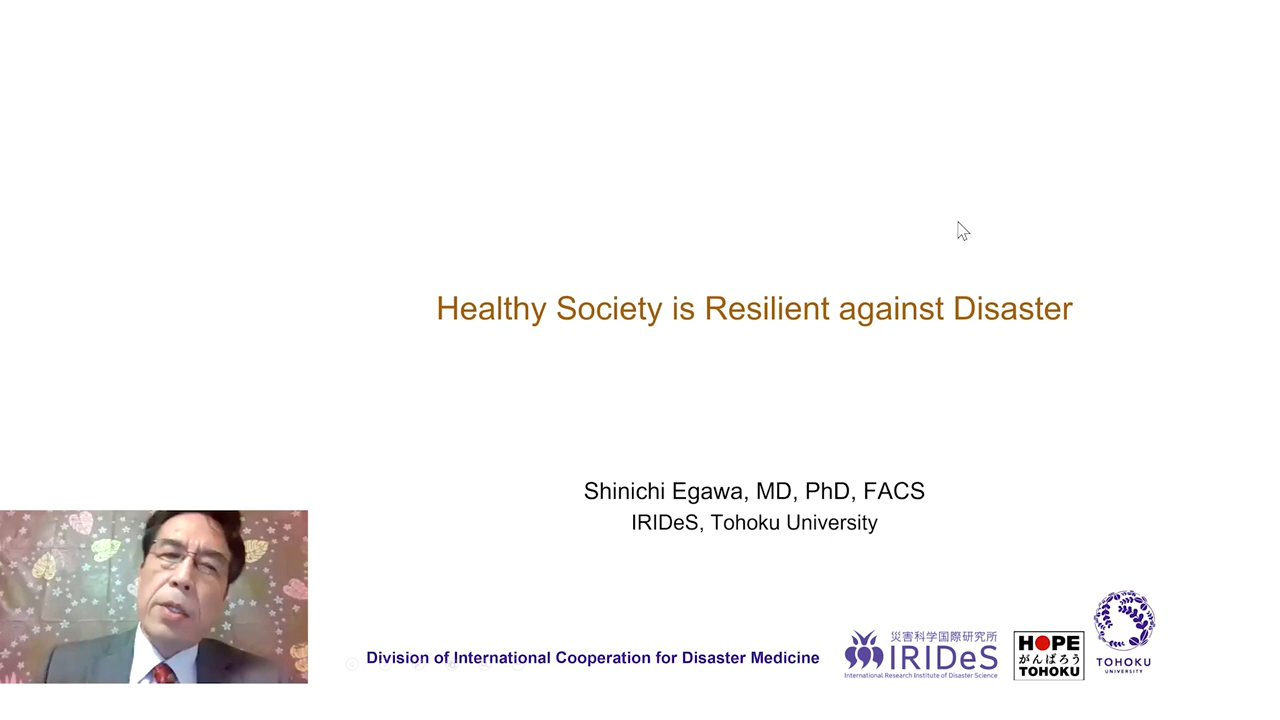 Healthy Society is Resilient against Disaster
Shinichi Egawa, MD, PhD, FACS
IRIDeS, Tohoku University
Division of International Cooperation for Disaster Medicine
災害科学国際研究所
IRIDeS
International Research Institute of Disaster Science
HOPE
がんばろう
TOHOKU
TOHOKU
UNIVERSITY